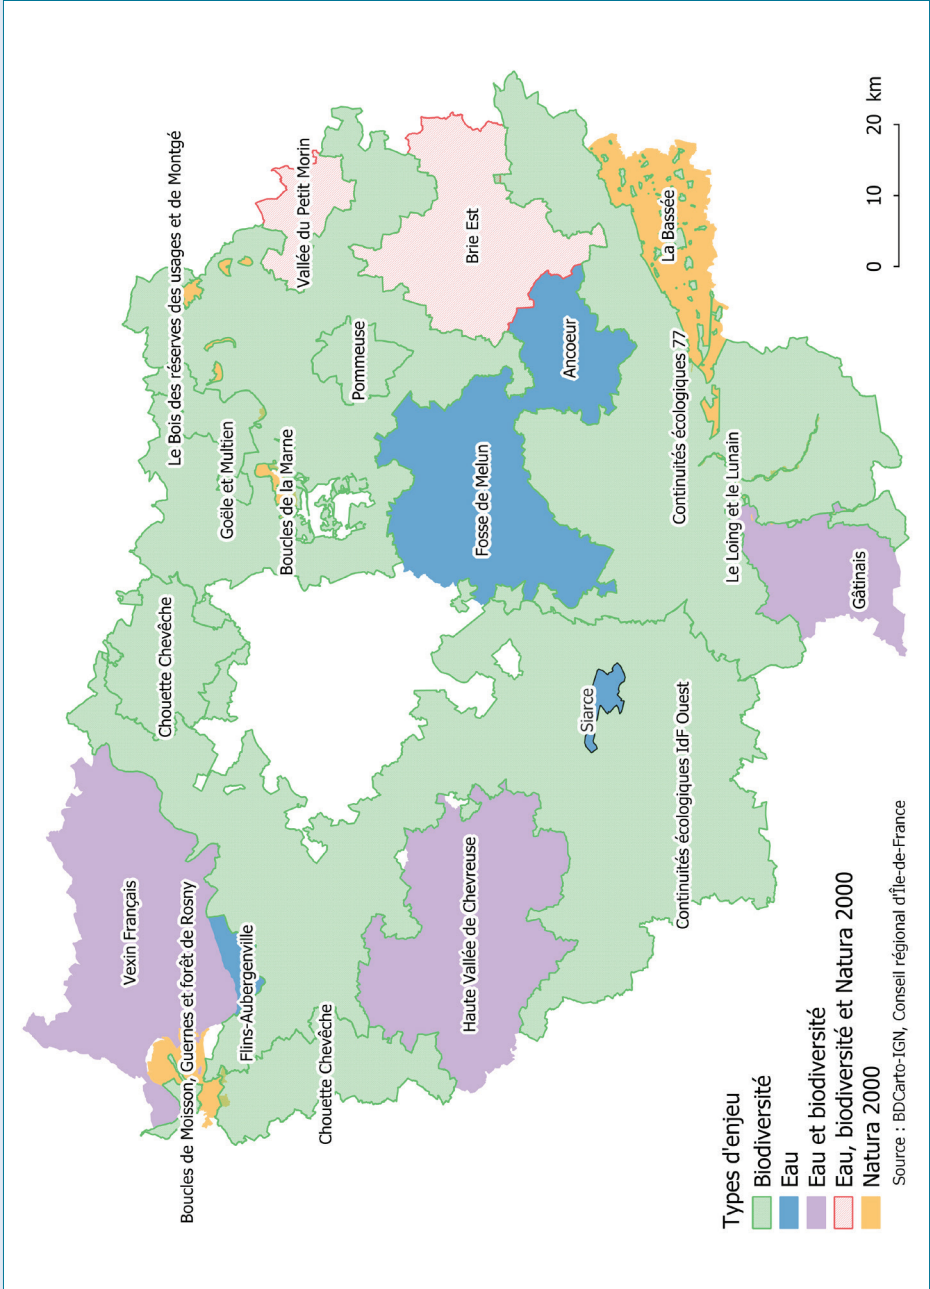 Le Bois des réserves des usages et de Montgé
Vallée du Petit Morin
Goële et Multien
Boucles de la Marne
Pommeuse
Brie Est
Chouette Chevêche
Vexin Français
Boucles de Moisson, Guernes et forêt de Rosny
Flins-Aubergenville
Chouette Chevêche
Haute Vallée de Chevreuse
Fosse de Melun
Ancoeur
Siarce
La Bassée
Continuités écologiques 77
Continuités écologiques IdF Ouest
Le Loing et le Lunain
Gâtinais
Types d'enjeu
Biodiversité
Eau
Eau et biodiversité
Eau, biodiversité et Natura 2000
Natura 2000
Source : BDCarto-IGN, Conseil régional d'Île-de-France
0 10 20 km